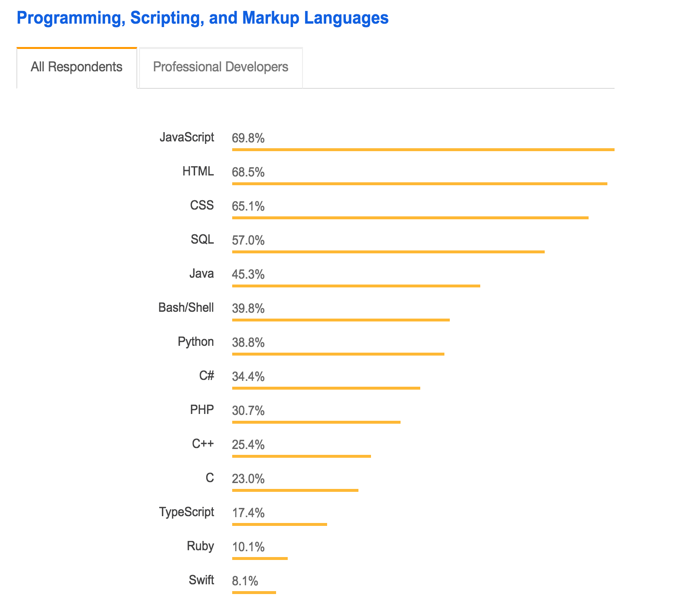 Programming, Scripting, and Markup Languages
All Respondents Professional Developers
JavaScript 69.8%
HTML 68.5%
CSS 65.1%
SQL 57.0%
Java 45.3%
Bash/Shell 39.8%
Python 38.8%
C# 34.4%
PHP 30.7%
C++ 25.4%
C 23.0%
TypeScript 17.4%
Ruby 10.1%
Swift 8.1%